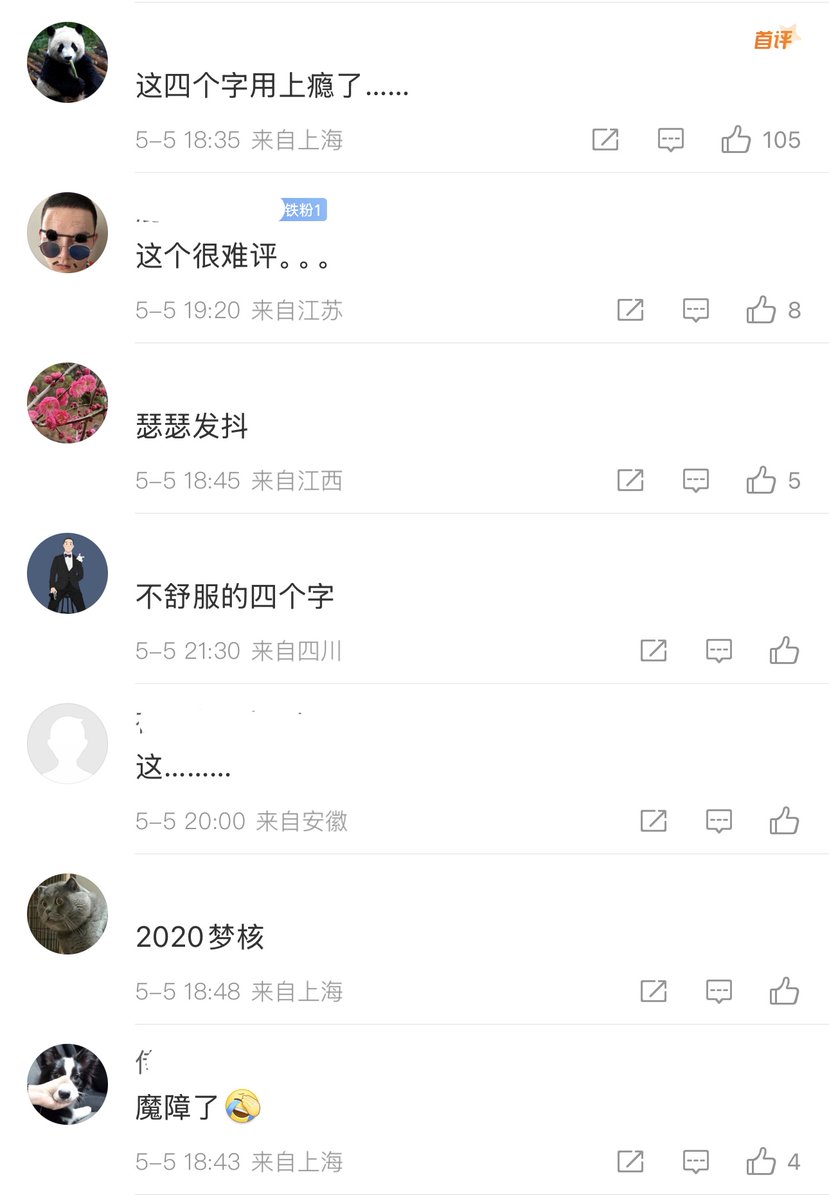 首评
这四个字用上瘾了......
5-5 18:35 来自上海 105
铁粉1
这个很难评。。。
5-5 19:20 来自江苏 8
瑟瑟发抖
5-5 18:45 来自江西 5
不舒服的四个字
5-5 21:30 来自四川
这.........
5-5 20:00 来自安徽
2020梦核
5-5 18:48 来自上海
魔障了🤣
5-5 18:43 来自上海 4